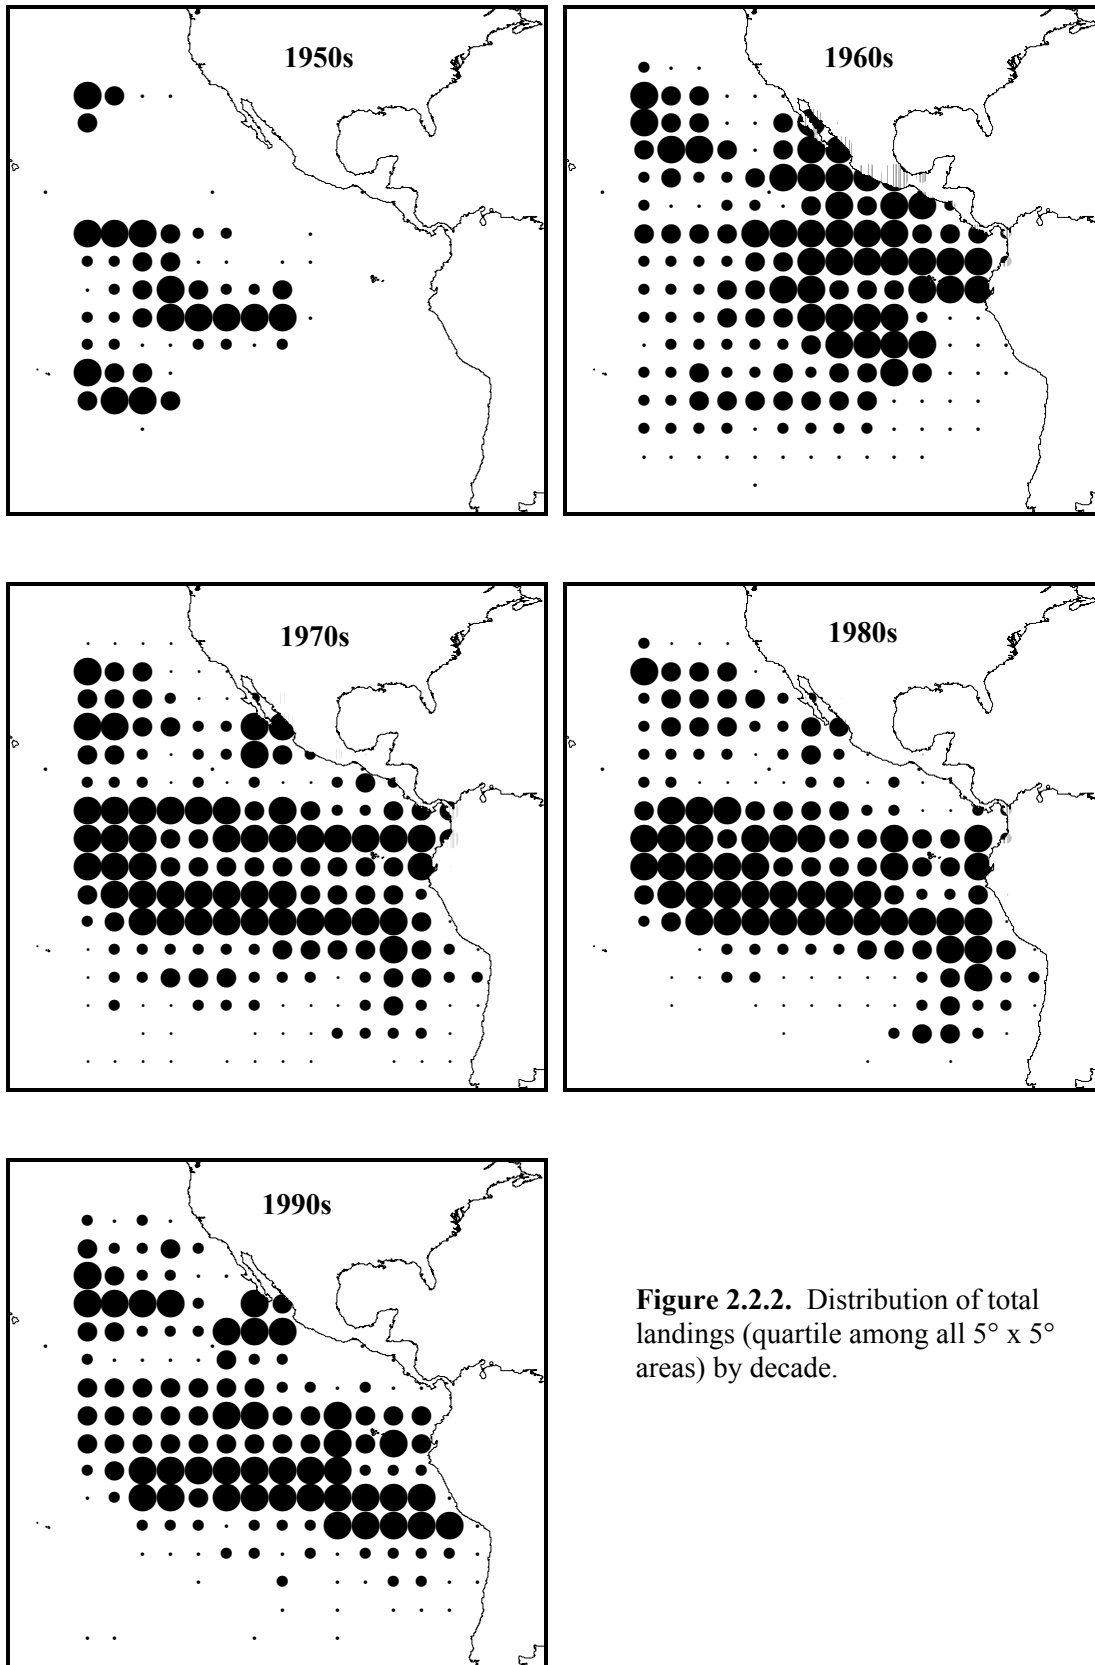 1950s
1960s
1970s
1980s
1990s
Figure 2.2.2. Distribution of total
landings (quartile among all 5° x 5°
areas) by decade.